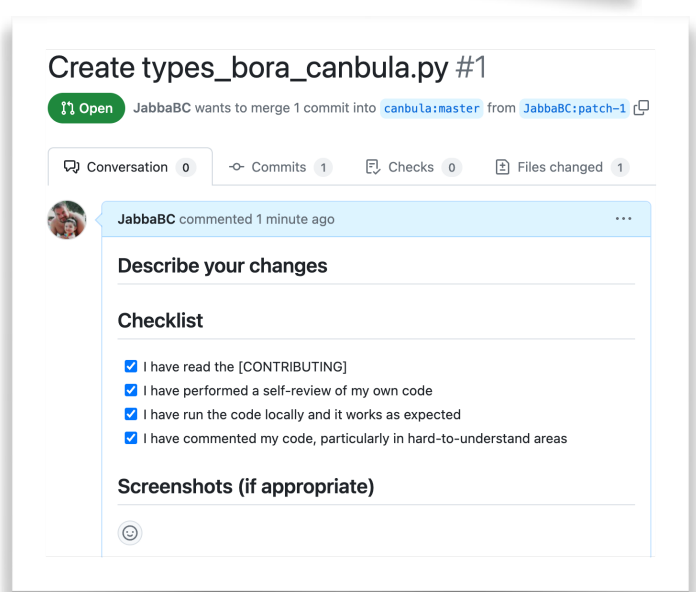 Create types_bora_canbula.py #1
Open JabbaBC wants to merge 1 commit into canbula:master from JabbaBC:patch-1
Conversation 0 Commits 1 Checks 0 Files changed 1
JabbaBC commented 1 minute ago
Describe your changes
Checklist
I have read the [CONTRIBUTING]
I have performed a self-review of my own code
I have run the code locally and it works as expected
I have commented my code, particularly in hard-to-understand areas
Screenshots (if appropriate)